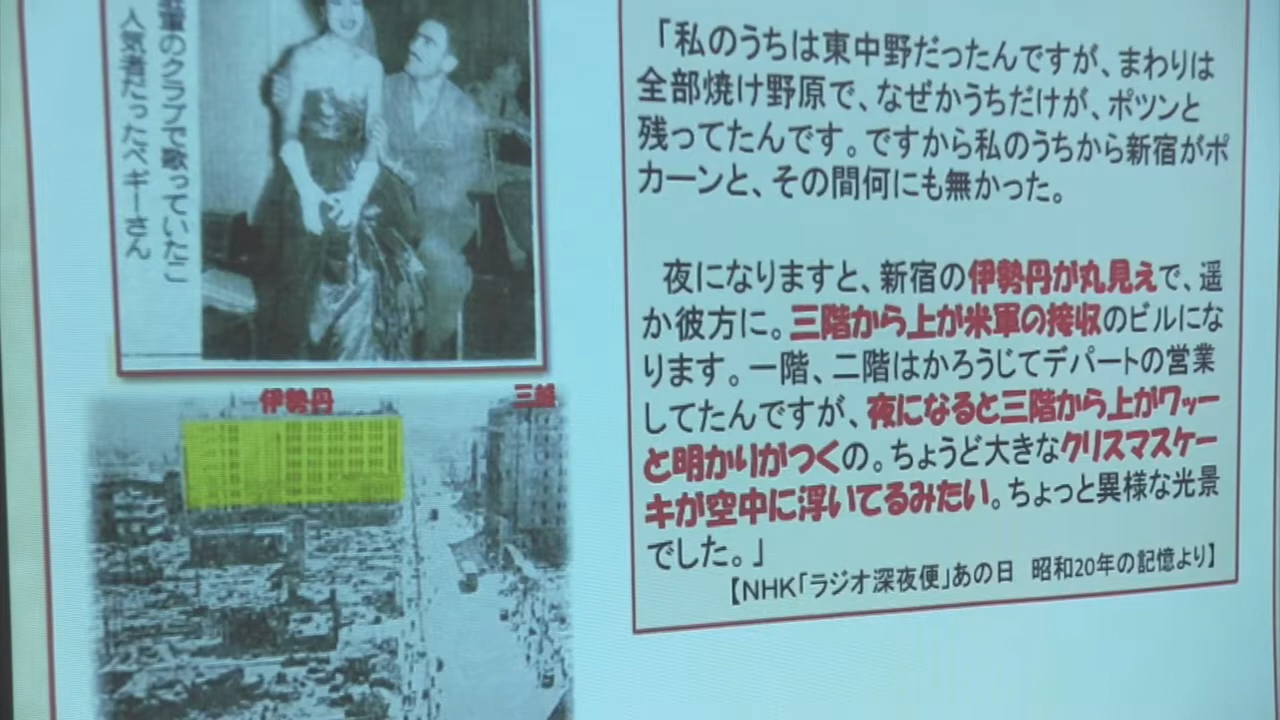 軍のクラブで歌っていたこ
人気者だったペギーさん
伊勢丹
三越
「私のうちは東中野だったんですが、まわりは
全部焼け野原で、なぜかうちだけが、ポツンと
残ってたんです。ですから私のうちから新宿がポ
カーンと、その間何にも無かった。
夜になりますと、新宿の伊勢丹が丸見えで、遥
か彼方に。三階から上が米軍の接収のビルにな
ります。一階、二階はかろうじてデパートの営業
してたんですが、夜になると三階から上がワッー
と明かりがつくの。ちょうど大きなクリスマスケー
キが空中に浮いてるみたい。ちょっと異様な光景
でした。」
【NHK「ラジオ深夜便」あの日 昭和20年の記憶より】